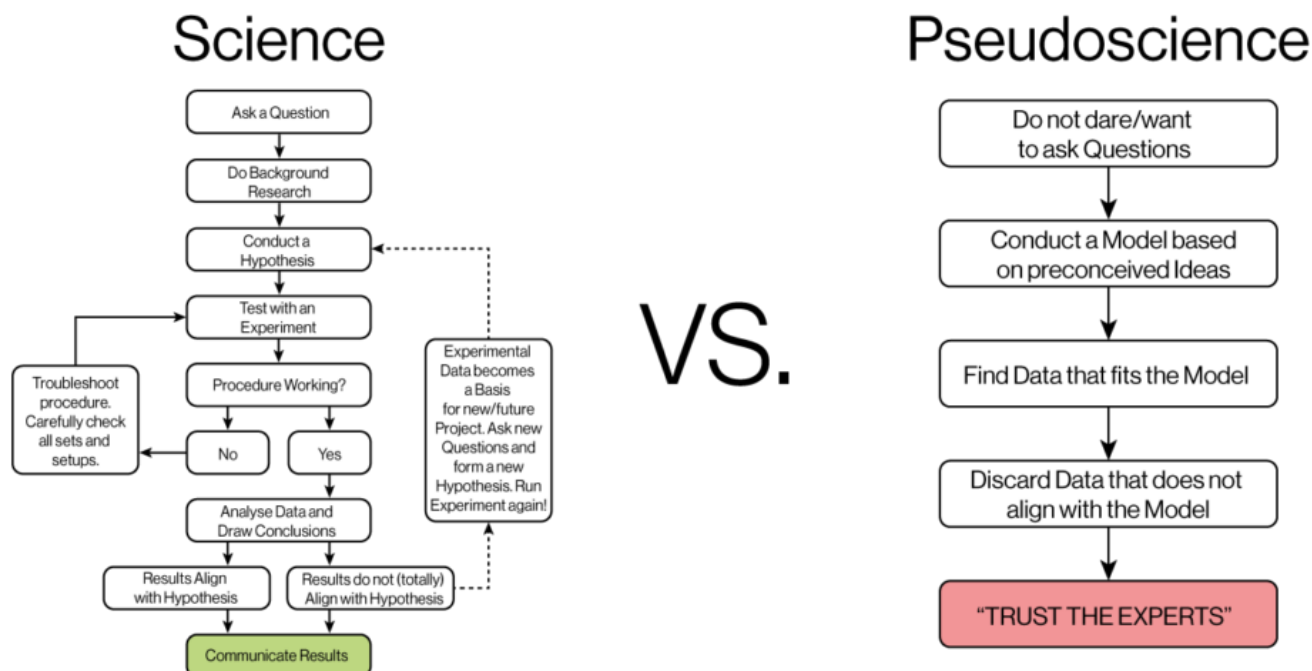 Science
Ask a Question
Do Background
Research
Conduct a
Hypothesis
Test with an
Experiment
Troubleshoot
procedure.
Carefully check
all sets and
setups.
Procedure Working?
No
Yes
Experimental
Data becomes
a Basis
for new/future
Project. Ask new
Questions and
form a new
Hypothesis. Run
Experiment again!
Analyse Data and
Draw Conclusions
Results Align
with Hypothesis
Results do not (totally)
Align with Hypothesis
Communicate Results
VS.
Pseudoscience
Do not dare/want
to ask Questions
Conduct a Model based
on preconceived Ideas
Find Data that fits the Model
Discard Data that does not
align with the Model
“TRUST THE EXPERTS”